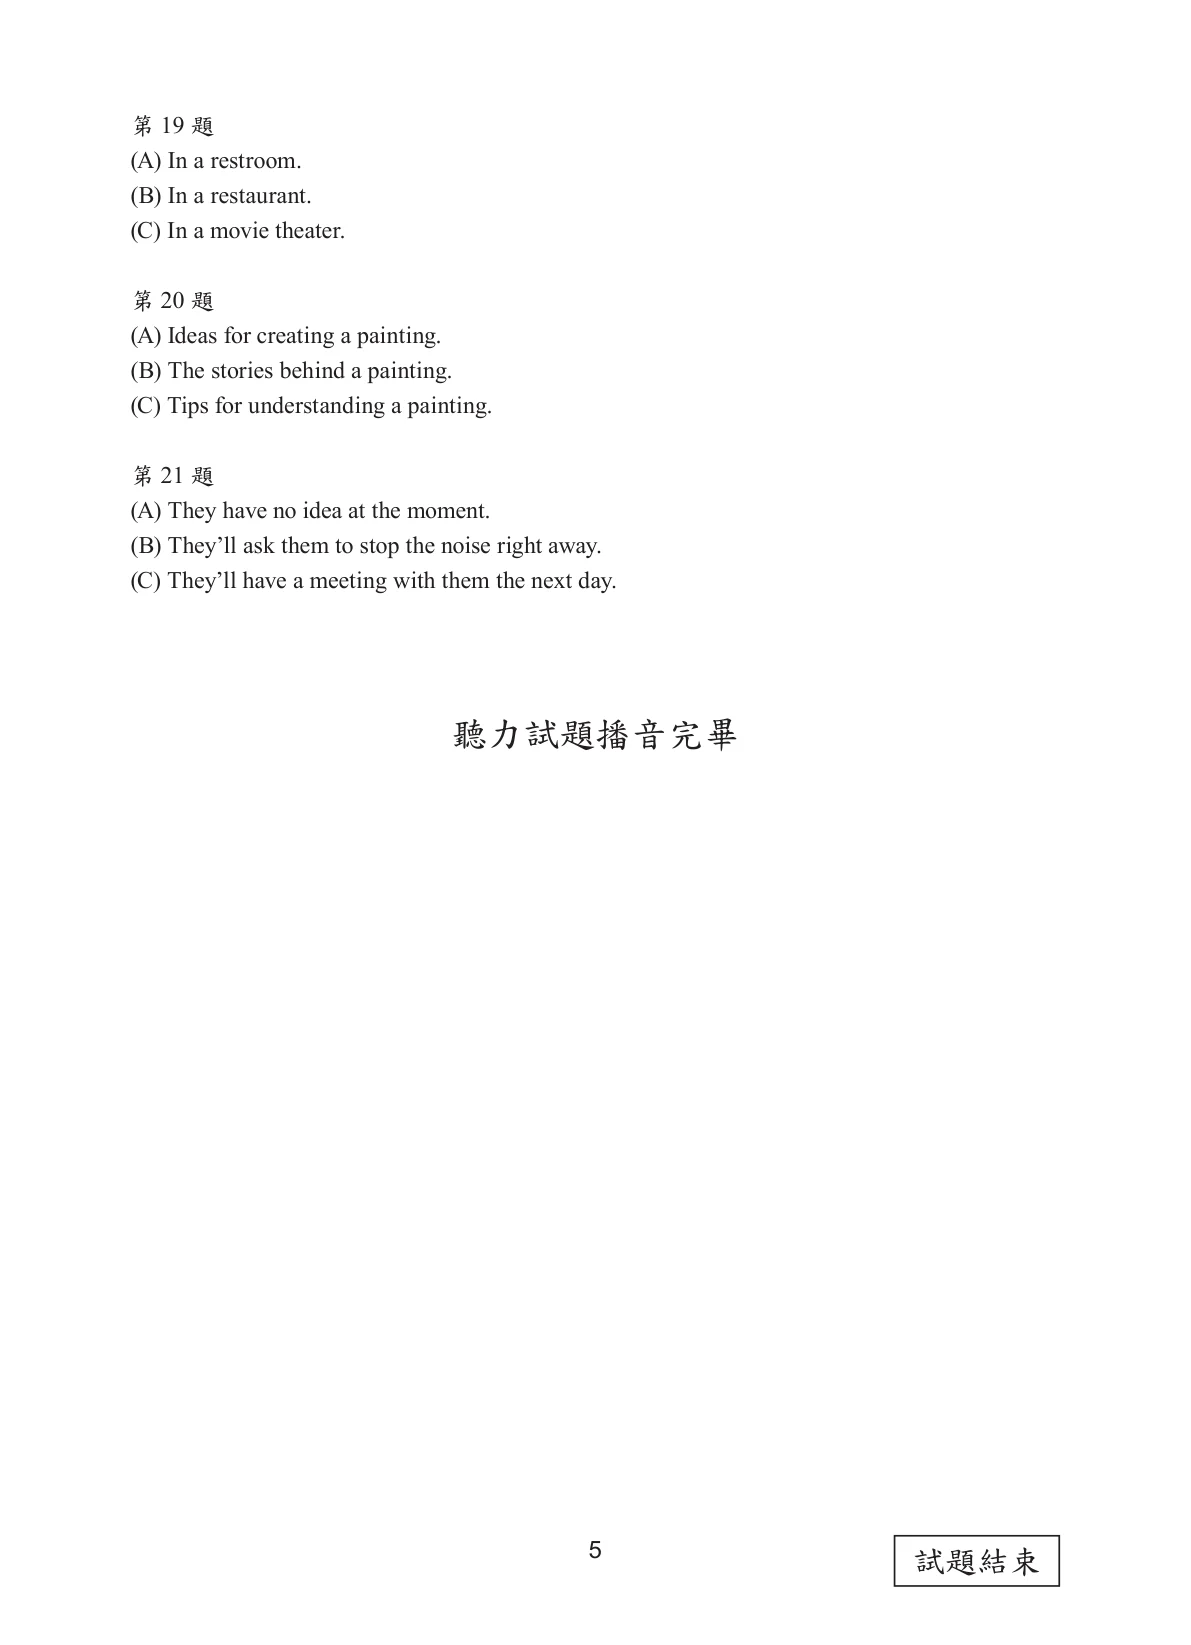 第 19 題
(A) In a restroom.
(B) In a restaurant.
(C) In a movie theater.
第 20 題
(A) Ideas for creating a painting.
(B) The stories behind a painting.
(C) Tips for understanding a painting.
第 21 題
(A) They have no idea at the moment.
(B) They’ll ask them to stop the noise right away.
(C) They’ll have a meeting with them the next day.
聽力試題播音完畢
5
試題結束